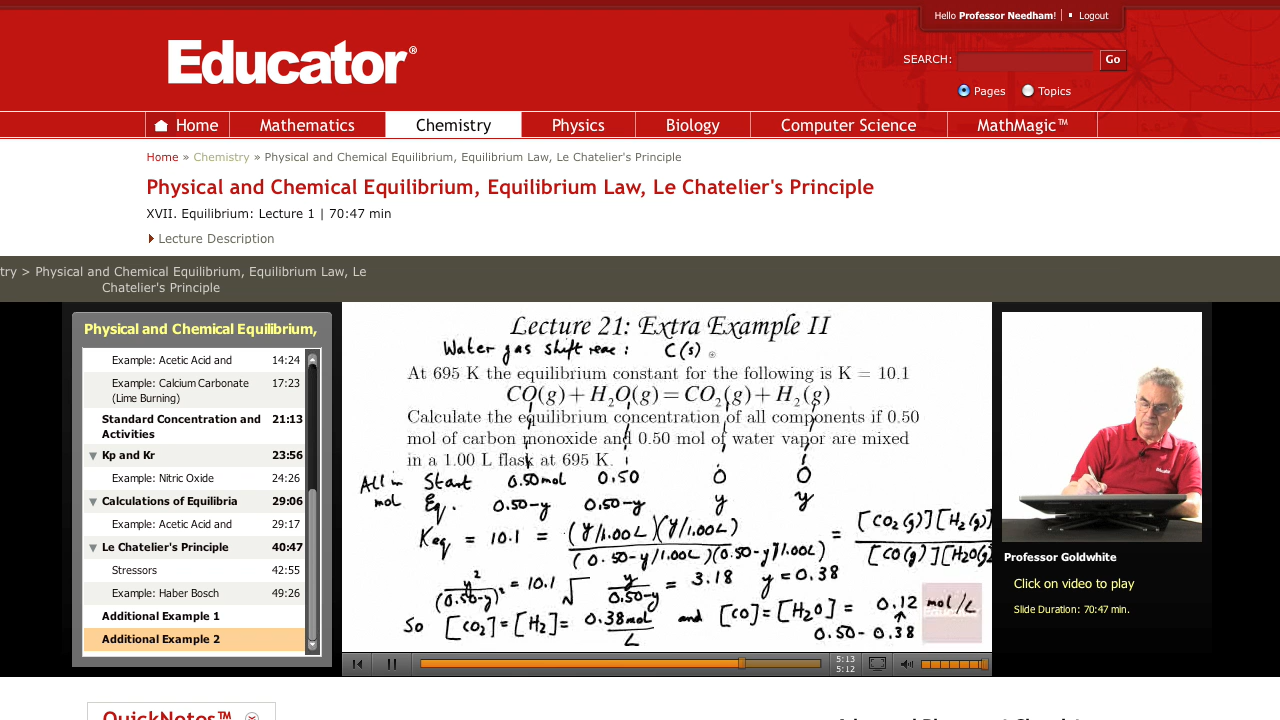 Hello Professor Needham! Logout
Educator®
SEARCH: Go
Pages Topics
Home Mathematics Chemistry Physics Biology Computer Science MathMagic™
Home » Chemistry » Physical and Chemical Equilibrium, Equilibrium Law, Le Chatelier's Principle
Physical and Chemical Equilibrium, Equilibrium Law, Le Chatelier's Principle
XVII. Equilibrium: Lecture 1 | 70:47 min
Lecture Description
try > Physical and Chemical Equilibrium, Equilibrium Law, Le
Chatelier's Principle
Physical and Chemical Equilibrium,
Example: Acetic Acid and 14:24
Example: Calcium Carbonate 17:23
(Lime Burning)
Standard Concentration and 21:13
Activities
Kp and Kr 23:56
Example: Nitric Oxide 24:26
Calculations of Equilibria 29:06
Example: Acetic Acid and 29:17
Le Chatelier's Principle 40:47
Stressors 42:55
Example: Haber Bosch 49:26
Additional Example 1
Additional Example 2
Lecture 21: Extra Example II
Water gas shift reac : C(s)
At 695 K the equilibrium constant for the following is K = 10.1
CO(g) + H₂O(g) = CO₂(g) + H₂(g)
Calculate the equilibrium concentration of all components if 0.50
mol of carbon monoxide and 0.50 mol of water vapor are mixed
in a 1.00 L flask at 695 K.
All in Start 0.50 mol 0.50 0 0
mol Eq. 0.50-y 0.50-y y y
Keq = 10.1 = (y/1.00L)(y/1.00L) / (0.50-y/1.00L)(0.50-y/1.00L) = [CO₂(g)][H₂(g)] / [CO(g)][H₂O(g)]
y²/(0.50-y)² = 10.1 √ y/0.50-y = 3.18 y = 0.38
So [CO₂] = [H₂] = 0.38 mol/L and [CO] = [H₂O] = 0.12 mol/L
0.50 - 0.38
5:13
5:12
Professor Goldwhite
Click on video to play
Slide Duration: 70:47 min.
QuickNotes™